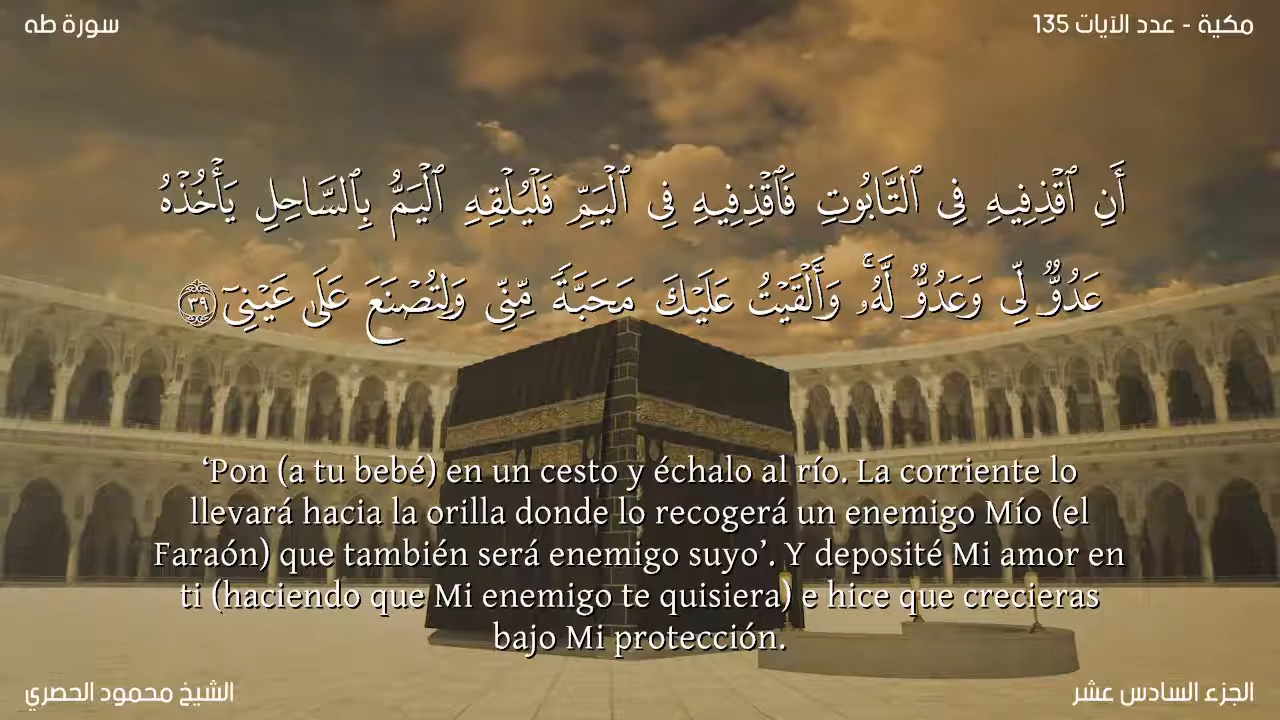 سورة طه
مكية - عدد الآيات 135
أَنِ ٱقْذِفِيهِ فِى ٱلتَّابُوتِ فَٱقْذِفِيهِ فِى ٱلْيَمِّ فَلْيُلْقِهِ ٱلْيَمُّ بِٱلسَّاحِلِ يَأْخُذْهُ
عَدُوٌّ لِّى وَعَدُوٌّ لَّهُۥ ۚ وَأَلْقَيْتُ عَلَيْكَ مَحَبَّةً مِّنِّى وَلِتُصْنَعَ عَلَىٰ عَيْنِىٓ ٣٩
‘Pon (a tu bebé) en un cesto y échalo al río. La corriente lo
llevará hacia la orilla donde lo recogerá un enemigo Mío (el
Faraón) que también será enemigo suyo’. Y deposité Mi amor en
ti (haciendo que Mi enemigo te quisiera) e hice que crecieras
bajo Mi protección.
الشيخ محمود الحصري
الجزء السادس عشر